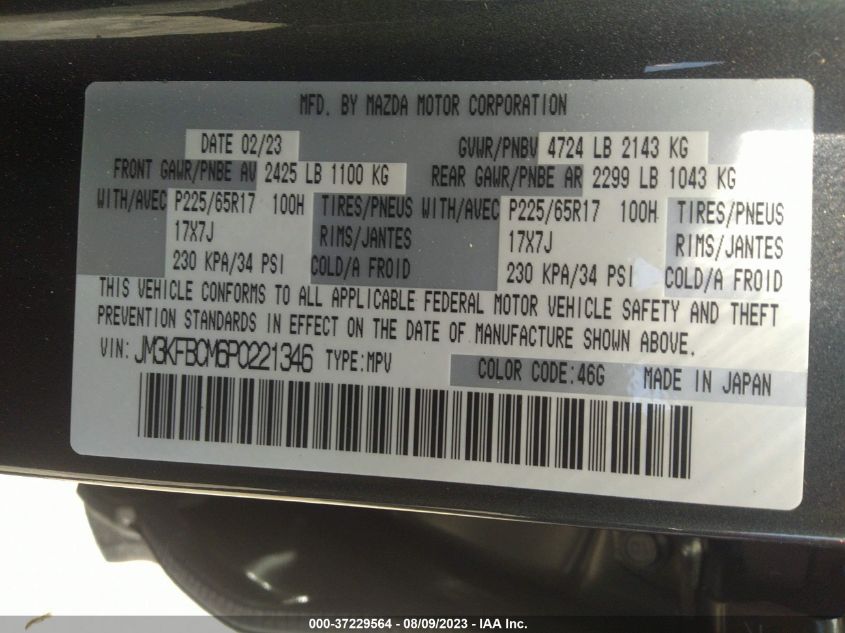 MFD. BY MAZDA MOTOR CORPORATION
DATE 02/23 GVWR/PNBV 4724 LB 2143 KG
FRONT GAWR/PNBE AV 2425 LB 1100 KG REAR GAWR/PNBE AR 2299 LB 1043 KG
WITH/AVEC P225/65R17 100H TIRES/PNEUS WITH/AVEC P225/65R17 100H TIRES/PNEUS
17X7J RIMS/JANTES 17X7J RIMS/JANTES
230 KPA/34 PSI COLD/A FROID 230 KPA/34 PSI COLD/A FROID
THIS VEHICLE CONFORMS TO ALL APPLICABLE FEDERAL MOTOR VEHICLE SAFETY AND THEFT
PREVENTION STANDARDS IN EFFECT ON THE DATE OF MANUFACTURE SHOWN ABOVE.
VIN: JM3KFBCM6P0221346 TYPE:MPV COLOR CODE:46G MADE IN JAPAN
000-37229564 - 08/09/2023 - IAA Inc.